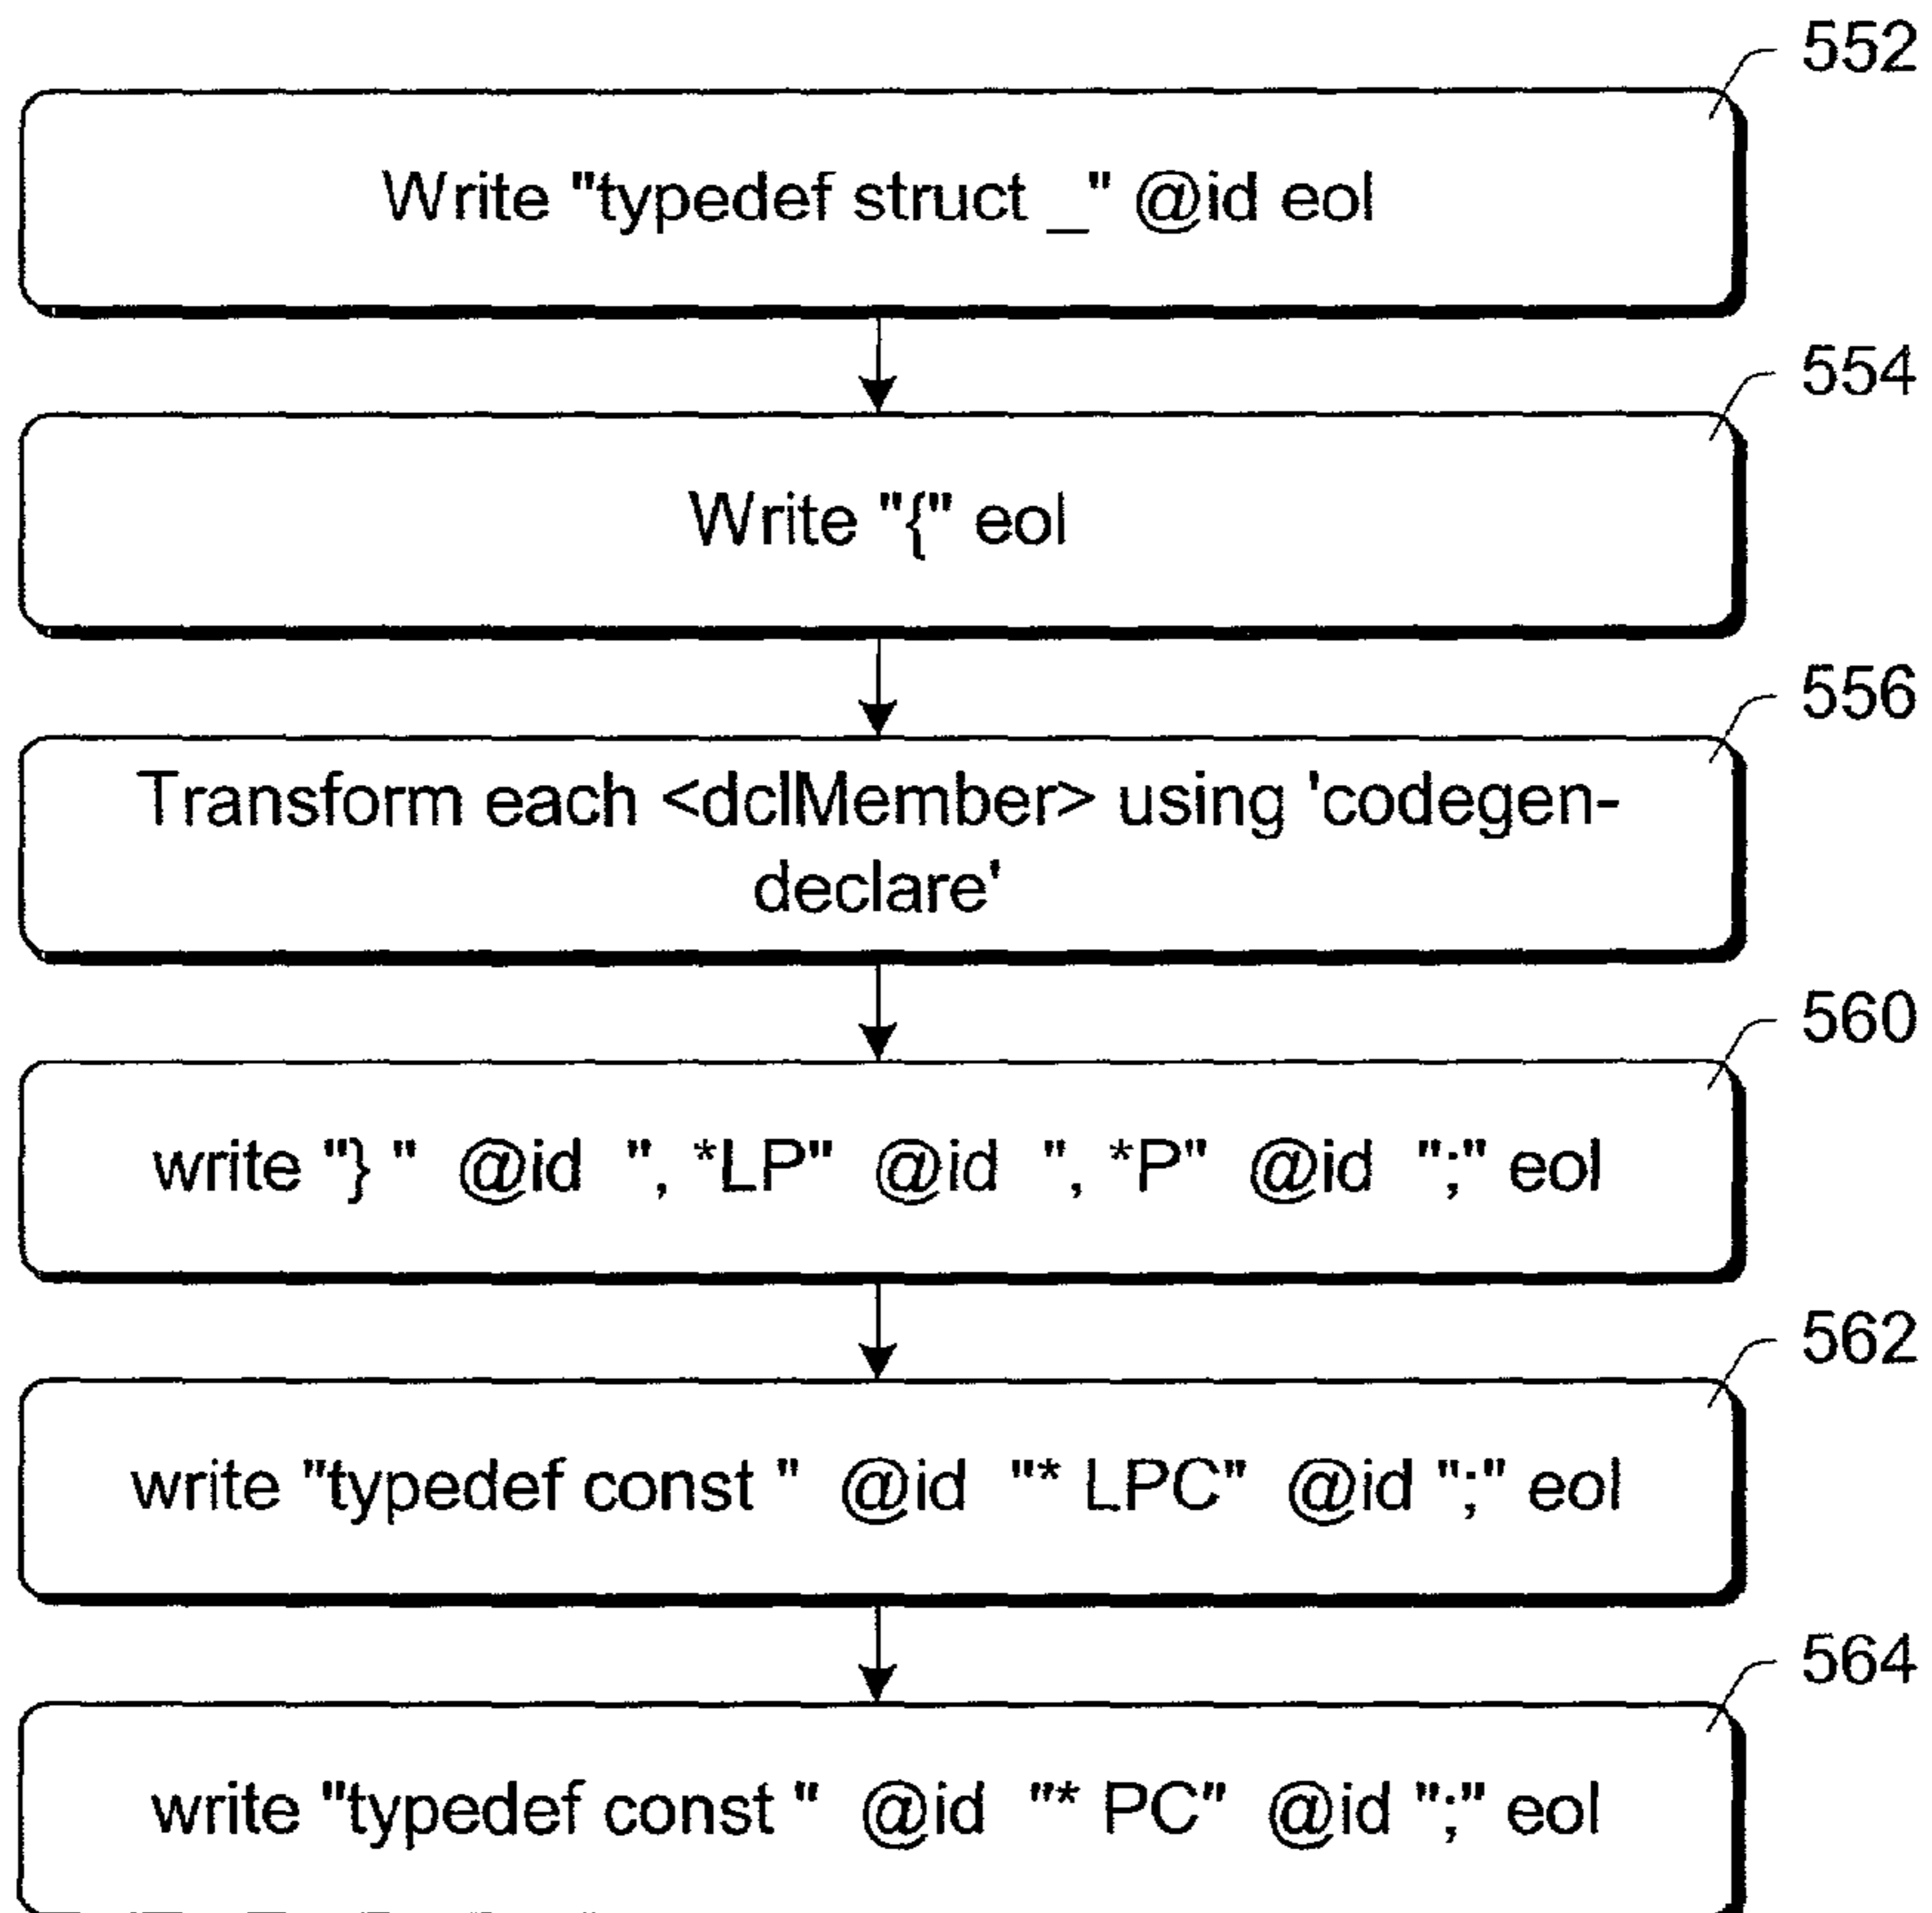 552
Write "typedef struct _" @id eol
554
Write "{" eol
556
Transform each <dclMember> using 'codegen-
declare'
560
write "} " @id ", *LP" @id ", *P" @id ";" eol
562
write "typedef const " @id "* LPC" @id ";" eol
564
write "typedef const " @id "* PC" @id ";" eol